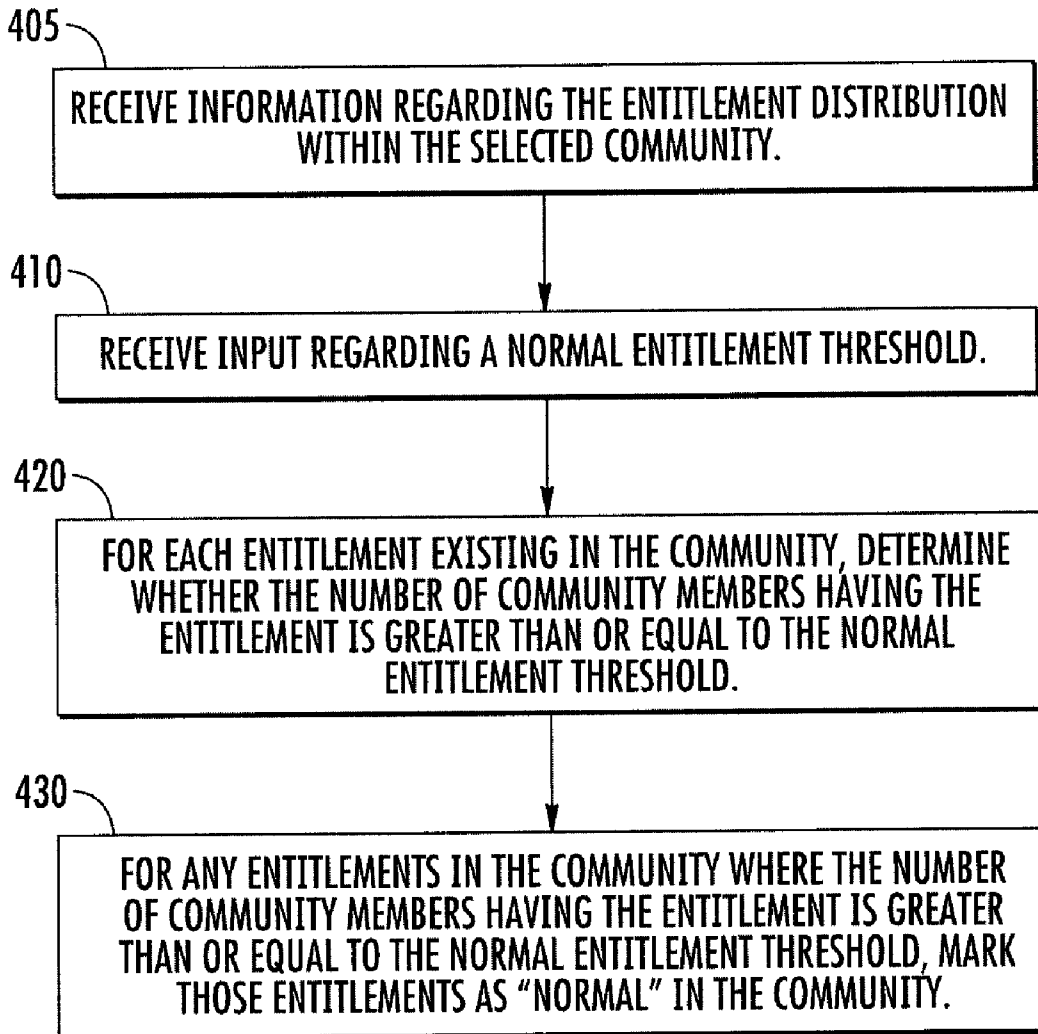 405
RECEIVE INFORMATION REGARDING THE ENTITLEMENT DISTRIBUTION
WITHIN THE SELECTED COMMUNITY.
410
RECEIVE INPUT REGARDING A NORMAL ENTITLEMENT THRESHOLD.
420
FOR EACH ENTITLEMENT EXISTING IN THE COMMUNITY, DETERMINE
WHETHER THE NUMBER OF COMMUNITY MEMBERS HAVING THE
ENTITLEMENT IS GREATER THAN OR EQUAL TO THE NORMAL
ENTITLEMENT THRESHOLD.
430
FOR ANY ENTITLEMENTS IN THE COMMUNITY WHERE THE NUMBER
OF COMMUNITY MEMBERS HAVING THE ENTITLEMENT IS GREATER
THAN OR EQUAL TO THE NORMAL ENTITLEMENT THRESHOLD, MARK
THOSE ENTITLEMENTS AS “NORMAL” IN THE COMMUNITY.